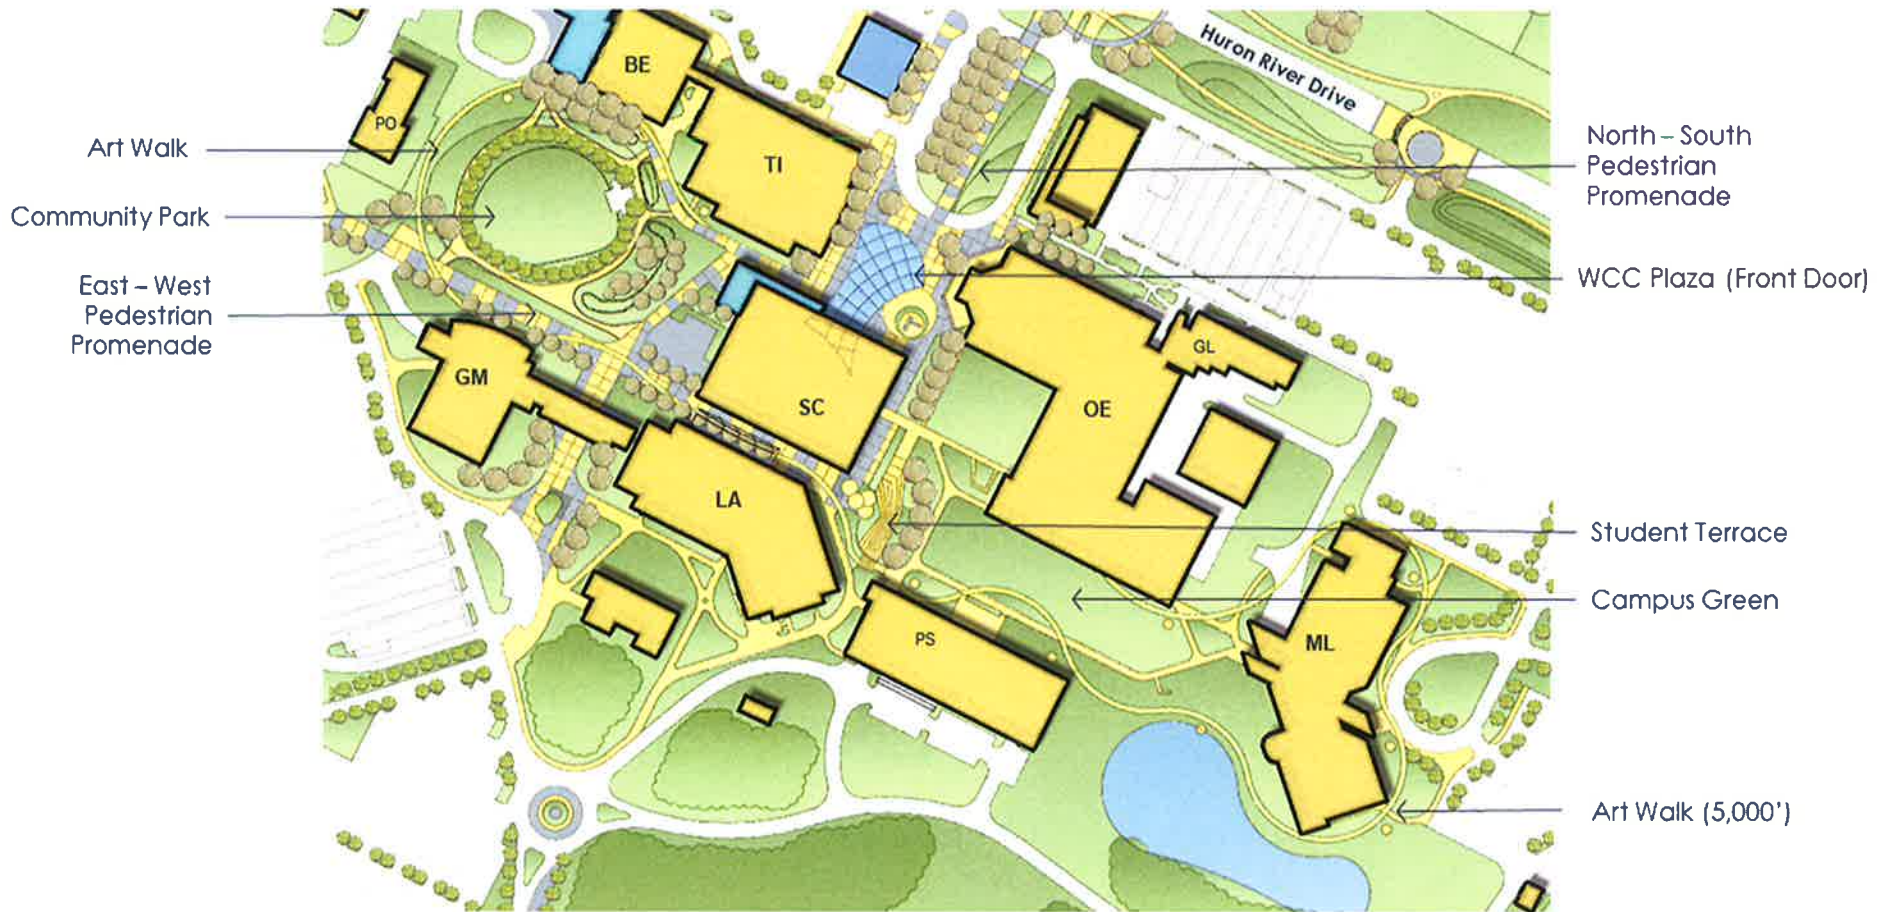 Huron River Drive
BE
PO
TI
Art Walk
Community Park
East – West
Pedestrian
Promenade
North – South
Pedestrian
Promenade
WCC Plaza (Front Door)
GL
GM
SC
OE
LA
Student Terrace
Campus Green
PS
ML
Art Walk (5,000')